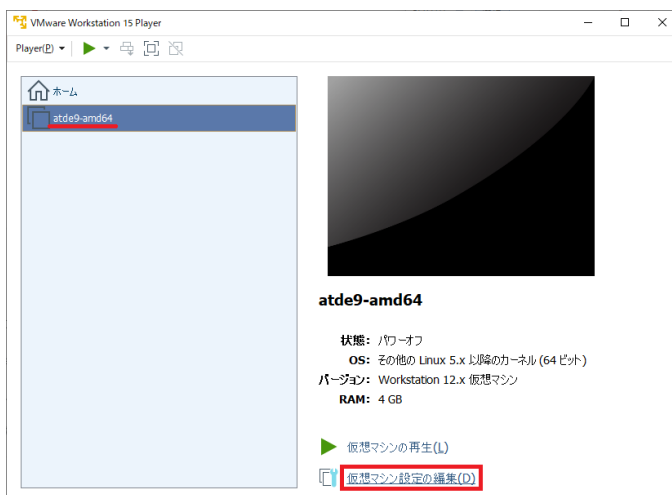 VMware Workstation 15 Player
Player(P)
ホーム
atde9-amd64
atde9-amd64
状態: パワーオフ
OS: その他の Linux 5.x 以降のカーネル (64 ビット)
バージョン: Workstation 12.x 仮想マシン
RAM: 4 GB
仮想マシンの再生(L)
仮想マシン設定の編集(D)